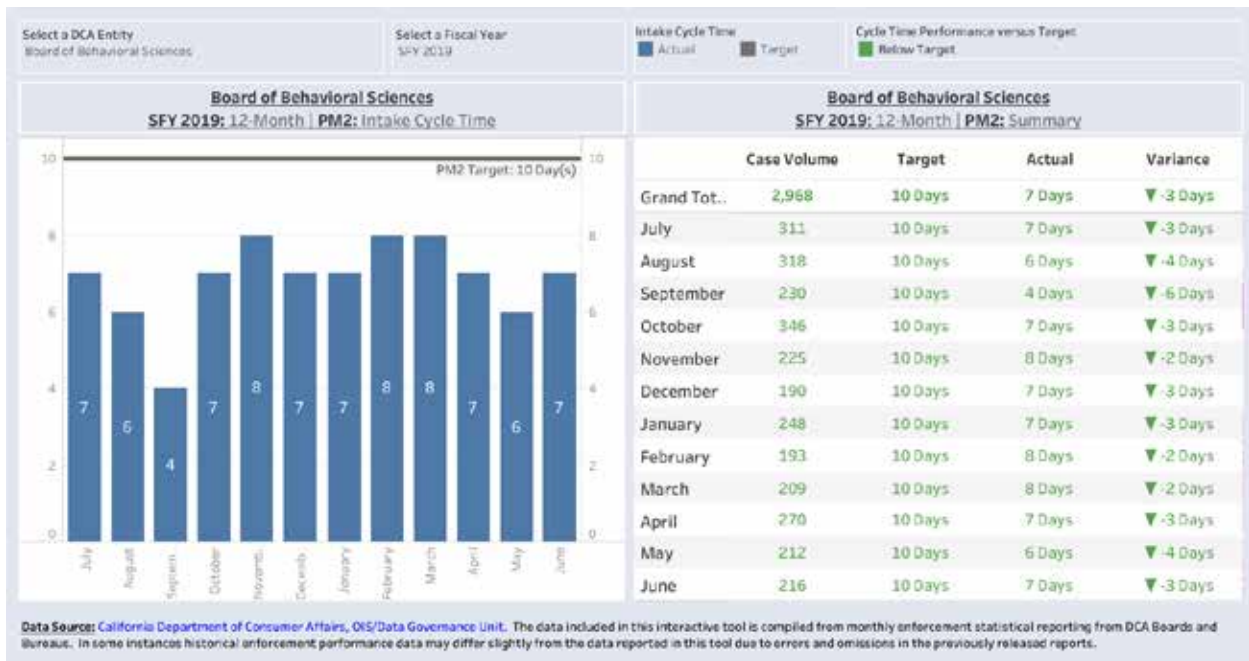 Select a DCA Entity
Board of Behavioral Sciences
Select a Fiscal Year
SFY 2019
Intake Cycle Time
Actual Target
Cycle Time Performance versus Target
Below Target
Board of Behavioral Sciences
SFY 2019: 12-Month | PM2: Intake Cycle Time
10 10
PM2 Target: 10 Day(s)
8 8
6 6
4 4
2 2
0 0
7 6 4 7 8 7 7 8 8 7 6 7
July August Septem.. October Novemb.. Decemb.. January February March April May June
Board of Behavioral Sciences
SFY 2019: 12-Month | PM2: Summary
Case Volume Target Actual Variance
Grand Tot.. 2,968 10 Days 7 Days ▼ -3 Days
July 311 10 Days 7 Days ▼ -3 Days
August 318 10 Days 6 Days ▼ -4 Days
September 230 10 Days 4 Days ▼ -6 Days
October 346 10 Days 7 Days ▼ -3 Days
November 225 10 Days 8 Days ▼ -2 Days
December 190 10 Days 7 Days ▼ -3 Days
January 248 10 Days 7 Days ▼ -3 Days
February 193 10 Days 8 Days ▼ -2 Days
March 209 10 Days 8 Days ▼ -2 Days
April 270 10 Days 7 Days ▼ -3 Days
May 212 10 Days 6 Days ▼ -4 Days
June 216 10 Days 7 Days ▼ -3 Days
Data Source: California Department of Consumer Affairs, OIS/Data Governance Unit. The data included in this interactive tool is compiled from monthly enforcement statistical reporting from DCA Boards and
Bureaus. In some instances historical enforcement performance data may differ slightly from the data reported in this tool due to errors and omissions in the previously released reports.